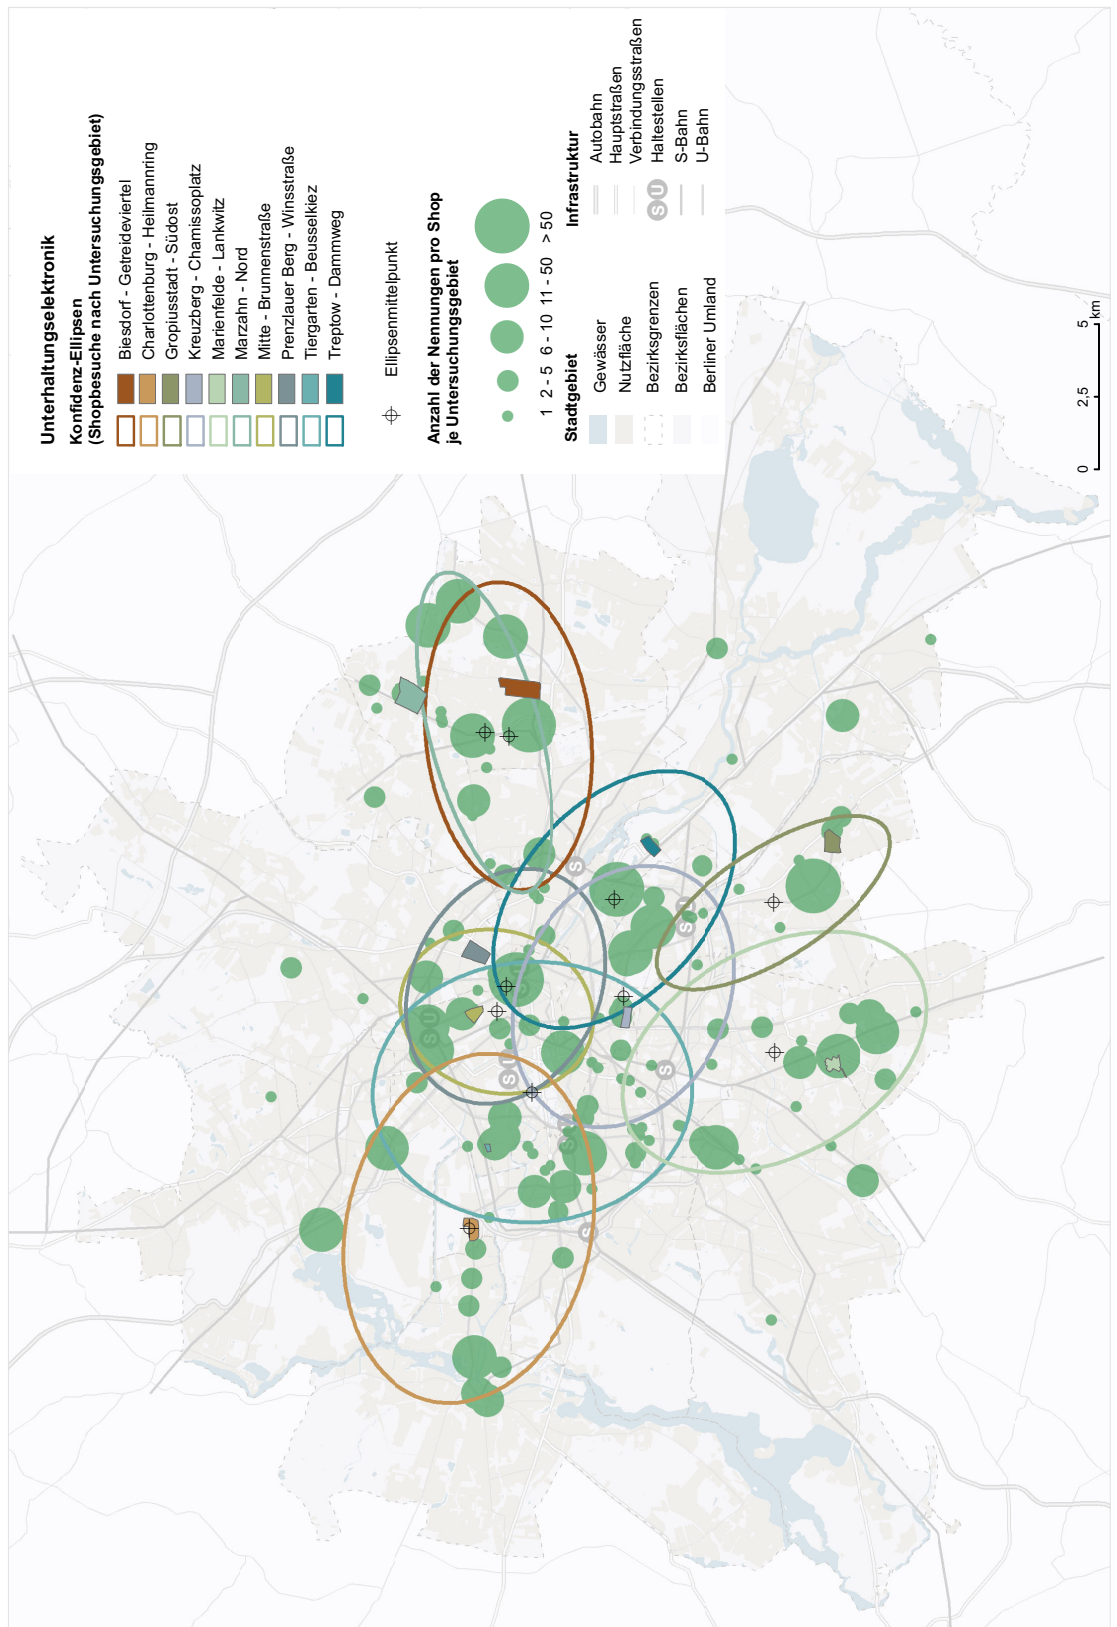 Unterhaltungselektronik
Konfidenz-Ellipsen
(Shopbesuche nach Untersuchungsgebiet)
Biesdorf - Getreideviertel
Charlottenburg - Heilmannring
Gropiusstadt - Südost
Kreuzberg - Chamissoplatz
Marienfelde - Lankwitz
Marzahn - Nord
Mitte - Brunnenstraße
Prenzlauer Berg - Winsstraße
Tiergarten - Beusselkiez
Treptow - Dammweg
Ellipsenmittelpunkt
Anzahl der Nennungen pro Shop
je Untersuchungsgebiet
1 2 - 5 6 - 10 11 - 50 > 50
Stadtgebiet
Gewässer
Nutzfläche
Bezirksgrenzen
Bezirksflächen
Berliner Umland
Infrastruktur
Autobahn
Hauptstraßen
Verbindungsstraßen
S U Haltestellen
S-Bahn
U-Bahn
0 2,5 5 km
S
S U
S U
S
S
S
S U